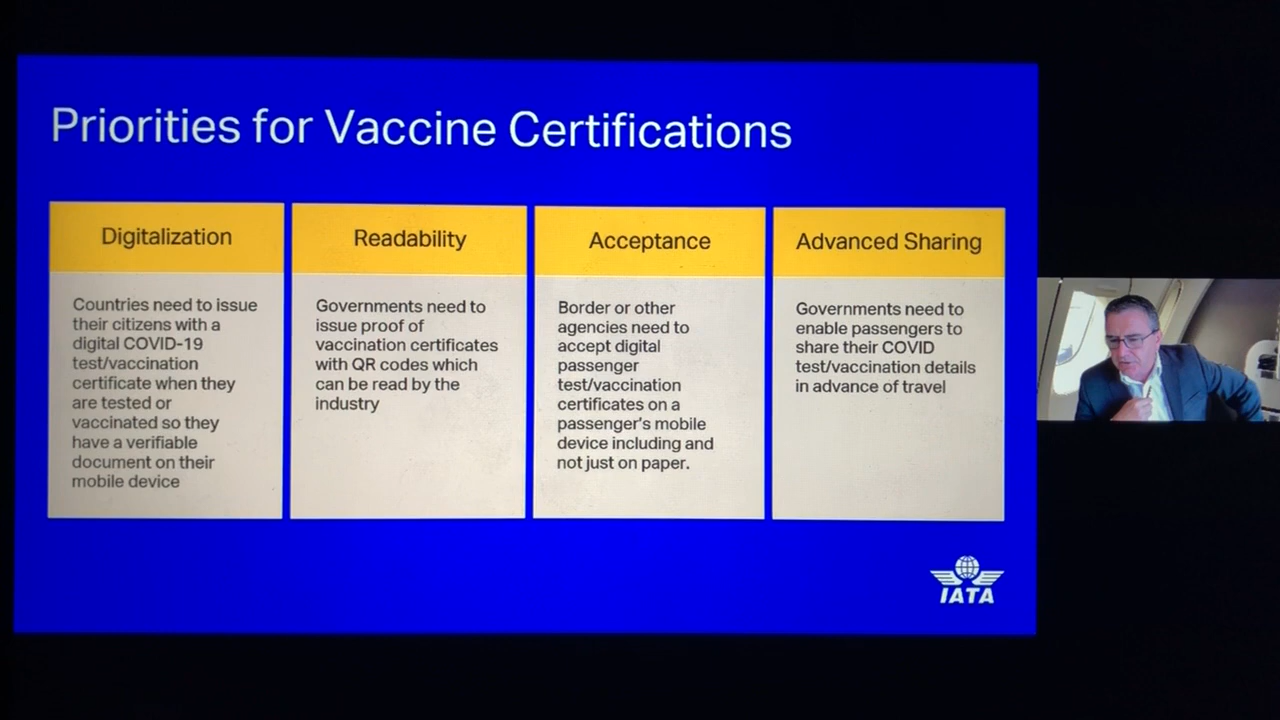 Priorities for Vaccine Certifications
Digitalization
Countries need to issue
their citizens with a
digital COVID-19
test/vaccination
certificate when they
are tested or
vaccinated so they
have a verifiable
document on their
mobile device
Readability
Governments need to
issue proof of
vaccination certificates
with QR codes which
can be read by the
industry
Acceptance
Border or other
agencies need to
accept digital
passenger
test/vaccination
certificates on a
passenger's mobile
device including and
not just on paper.
Advanced Sharing
Governments need to
enable passengers to
share their COVID
test/vaccination details
in advance of travel
IATA